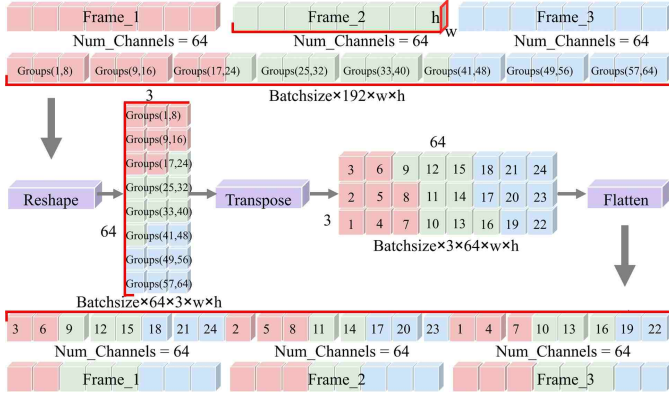 Frame_1 Frame_2 h Frame_3
w
Num_Channels = 64 Num_Channels = 64 Num_Channels = 64
Groups(1,8) Groups(9,16) Groups(17,24) Groups(25,32) Groups(33,40) Groups(41,48) Groups(49,56) Groups(57,64)
3 Batchsize×192×w×h
Groups(1,8)
Groups(9,16)
Groups(17,24)
Groups(25,32)
Groups(33,40)
Groups(41,48)
Groups(49,56)
Groups(57,64)
64
Batchsize×64×3×w×h
Reshape
Transpose
64
3 6 9 12 15 18 21 24
2 5 8 11 14 17 20 23
1 4 7 10 13 16 19 22
3
Batchsize×3×64×w×h
Flatten
3 6 9 12 15 18 21 24 2 5 8 11 14 17 20 23 1 4 7 10 13 16 19 22
Num_Channels = 64 Num_Channels = 64 Num_Channels = 64
Frame_1 Frame_2 Frame_3